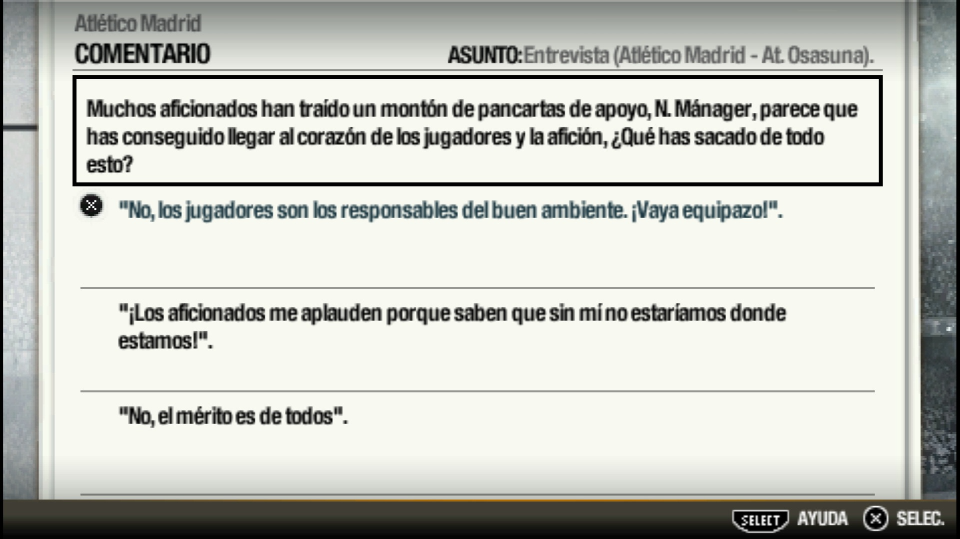 Atlético Madrid
COMENTARIO
ASUNTO: Entrevista (Atlético Madrid - At. Osasuna).
Muchos aficionados han traído un montón de pancartas de apoyo, N. Mánager, parece que
has conseguido llegar al corazón de los jugadores y la afición, ¿Qué has sacado de todo
esto?
"No, los jugadores son los responsables del buen ambiente. ¡Vaya equipazo!".
"¡Los aficionados me aplauden porque saben que sin mí no estaríamos donde
estamos!".
"No, el mérito es de todos".
SELECT AYUDA SELEC.